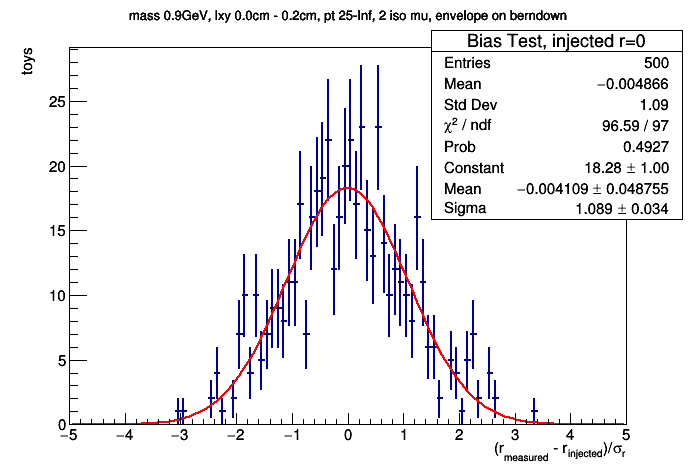 mass 0.9GeV, lxy 0.0cm - 0.2cm, pt 25-Inf, 2 iso mu, envelope on berndown
Bias Test, injected r=0
Entries 500
Mean −0.004866
Std Dev 1.09
χ² / ndf 96.59 / 97
Prob 0.4927
Constant 18.28 ± 1.00
Mean −0.004109 ± 0.048755
Sigma 1.089 ± 0.034
toys
25
20
15
10
5
0
−5 −4 −3 −2 −1 0 1 2 3 4 5
(r_measured - r_injected)/σ_r